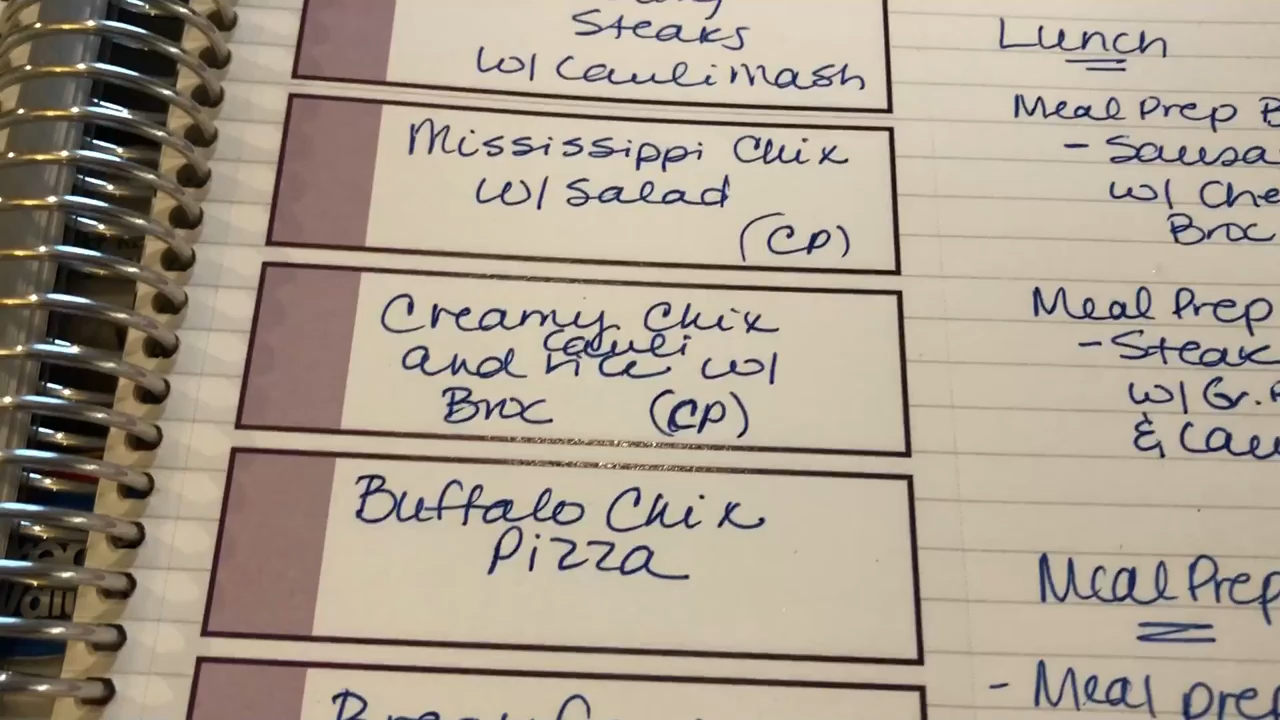 Steaks
w/ Caulimash
Mississippi Chix
w/ Salad
(CP)
Creamy Chix
Cauli
and rice w/
Broc (CP)
Buffalo Chix
Pizza
Lunch
Meal Prep
- Sausa
w/ Che
Broc
Meal Prep
- Steak
w/ Gr.
& Cau
Meal Prep
- Meal prep